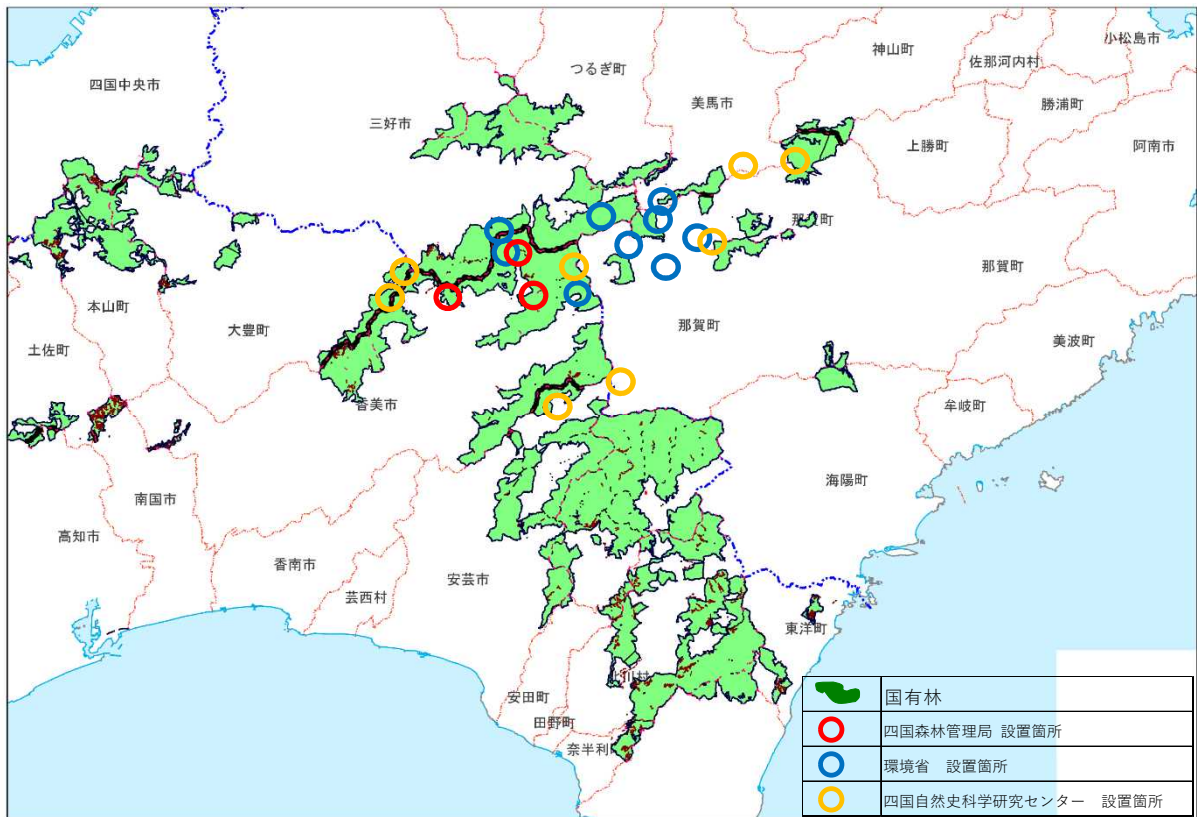 小松島市
神山町
佐那河内村
つるぎ町
四国中央市
美馬市
勝浦町
三好市
上勝町
阿南市
那賀町
那賀町
本山町
大豊町
那賀町
美波町
土佐町
香美市
牟岐町
海陽町
南国市
高知市
香南市
安芸市
芸西村
東洋町
北川村
安田町
田野町
奈半利
国有林
四国森林管理局 設置箇所
環境省 設置箇所
四国自然史科学研究センター 設置箇所